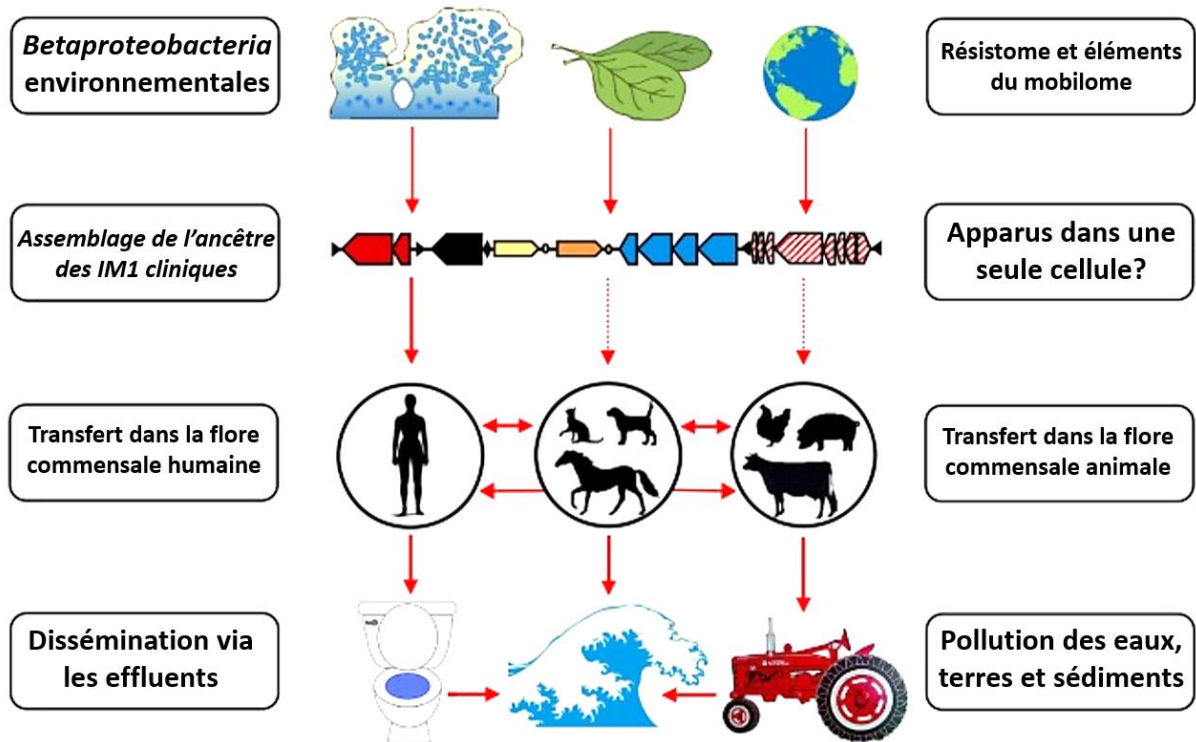 Betaproteobacteria
environnementales
Résistome et éléments
du mobilome
Assemblage de l’ancêtre
des IM1 cliniques
Apparus dans une
seule cellule?
Transfert dans la flore
commensale humaine
Transfert dans la flore
commensale animale
Dissémination via
les effluents
Pollution des eaux,
terres et sédiments